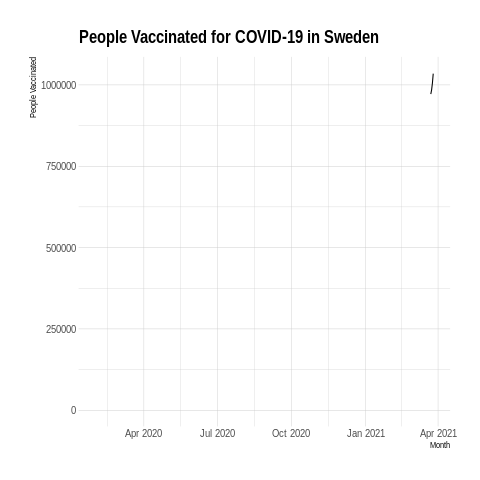 People Vaccinated for COVID-19 in Sweden
People Vaccinated
1000000
750000
500000
250000
0
Apr 2020 Jul 2020 Oct 2020 Jan 2021 Apr 2021
Month